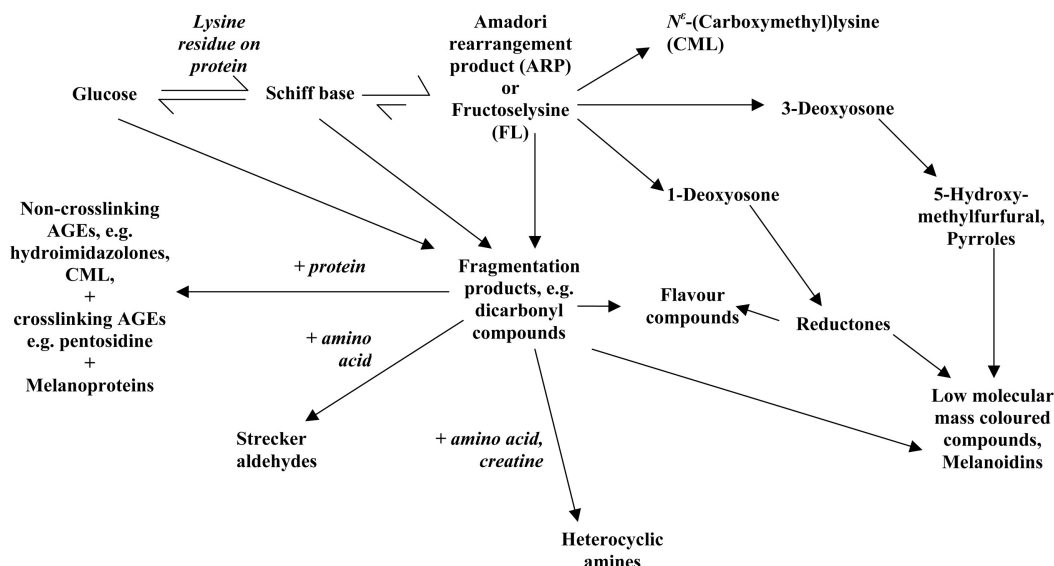 Lysine
residue on
protein
Amadori
rearrangement
product (ARP)
or
Fructoselysine
(FL)
Nε-(Carboxymethyl)lysine
(CML)
Glucose
Schiff base
3-Deoxyosone
1-Deoxyosone
5-Hydroxy-
methylfurfural,
Pyrroles
Non-crosslinking
AGEs, e.g.
hydroimidazolones,
CML,
+
crosslinking AGEs
e.g. pentosidine
+
Melanoproteins
+ protein
Fragmentation
products, e.g.
dicarbonyl
compounds
Flavour
compounds
Reductones
+ amino
acid
Low molecular
mass coloured
compounds,
Melanoidins
Strecker
aldehydes
+ amino acid,
creatine
Heterocyclic
amines